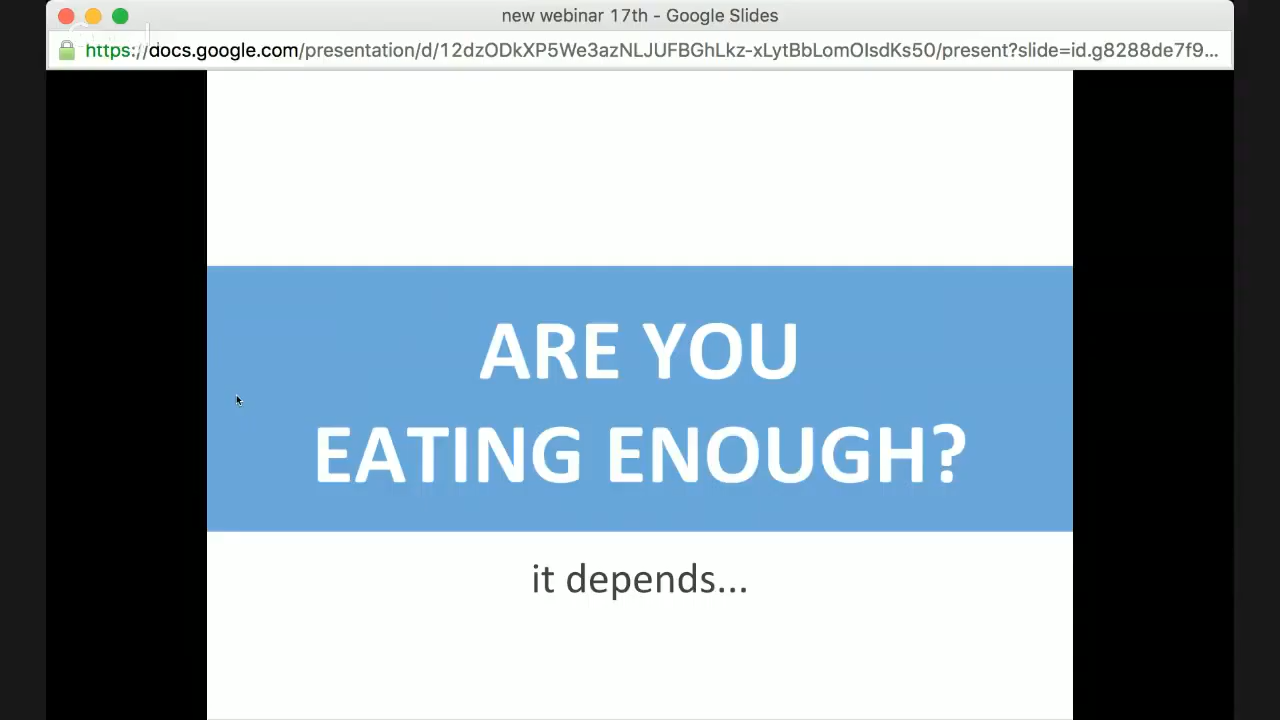 new webinar 17th - Google Slides
https://docs.google.com/presentation/d/12dzODkXP5We3azNLJUFBGhLkz-xLytBbLomOIsdKs50/present?slide=id.g8288de7f9...
ARE YOU
EATING ENOUGH?
it depends...